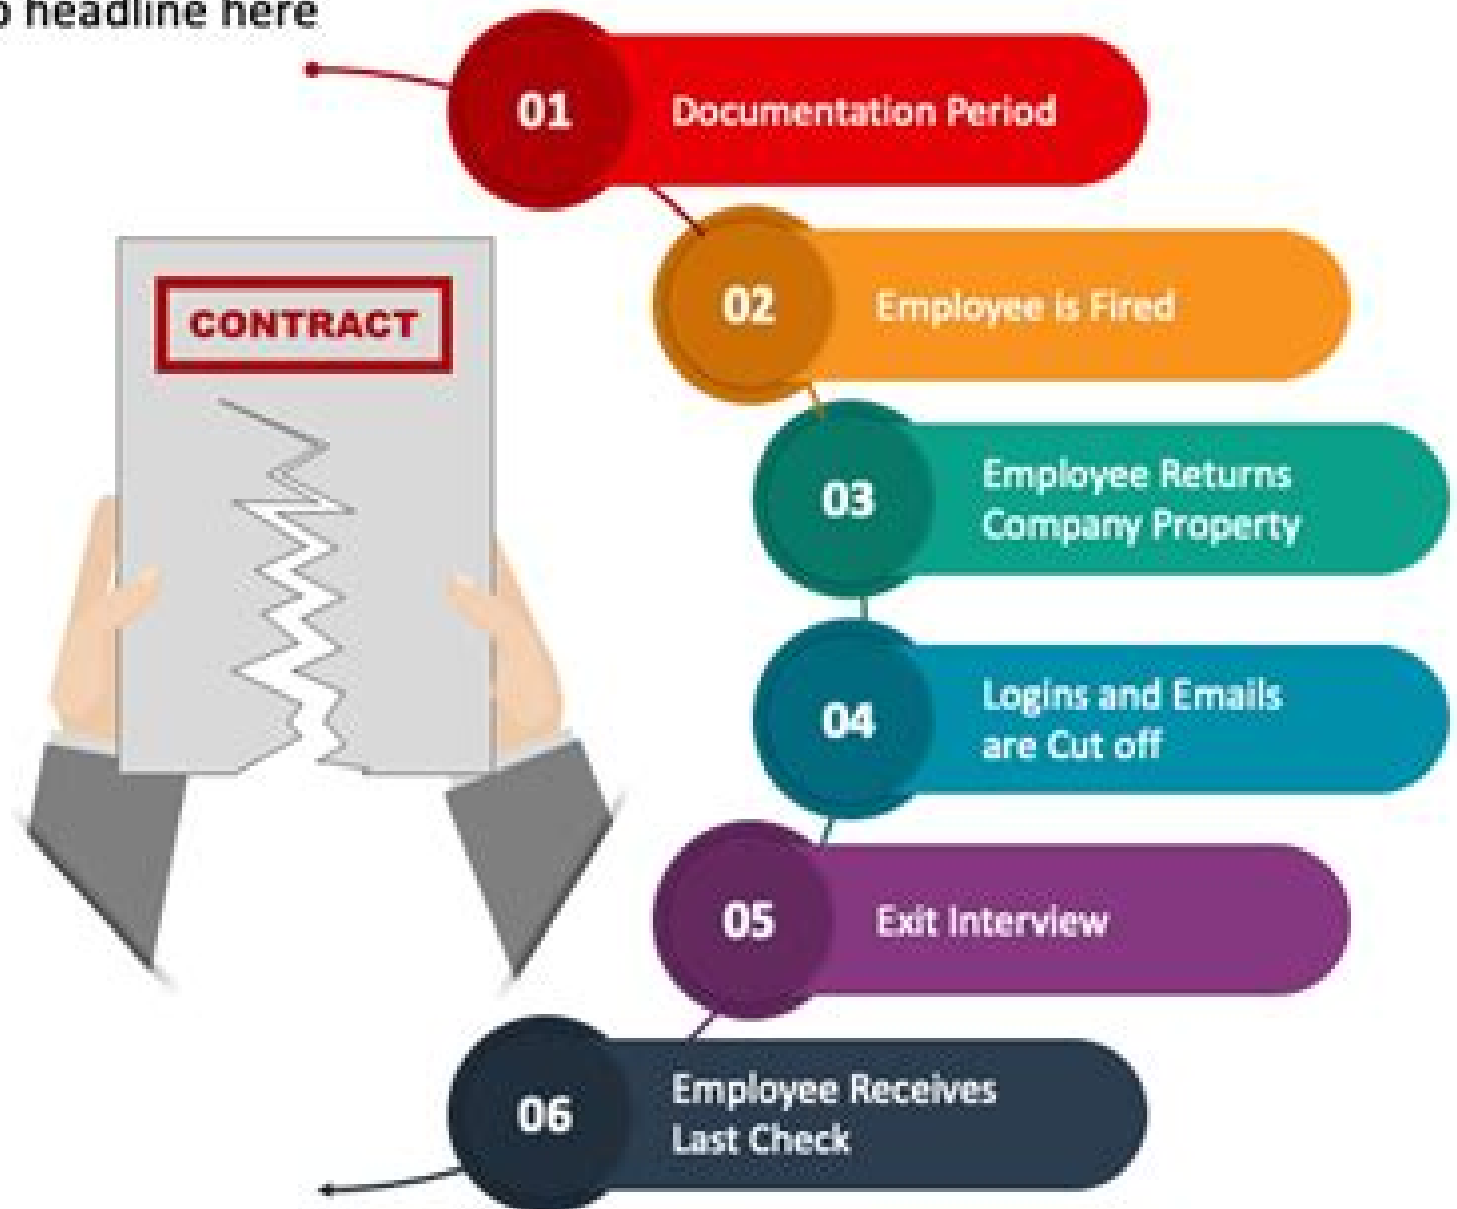 headline here
01
Documentation Period
02
Employee is Fired
CONTRACT
03
Employee Returns
Company Property
04
Logins and Emails
are Cut off
05
Exit Interview
06
Employee Receives
Last Check